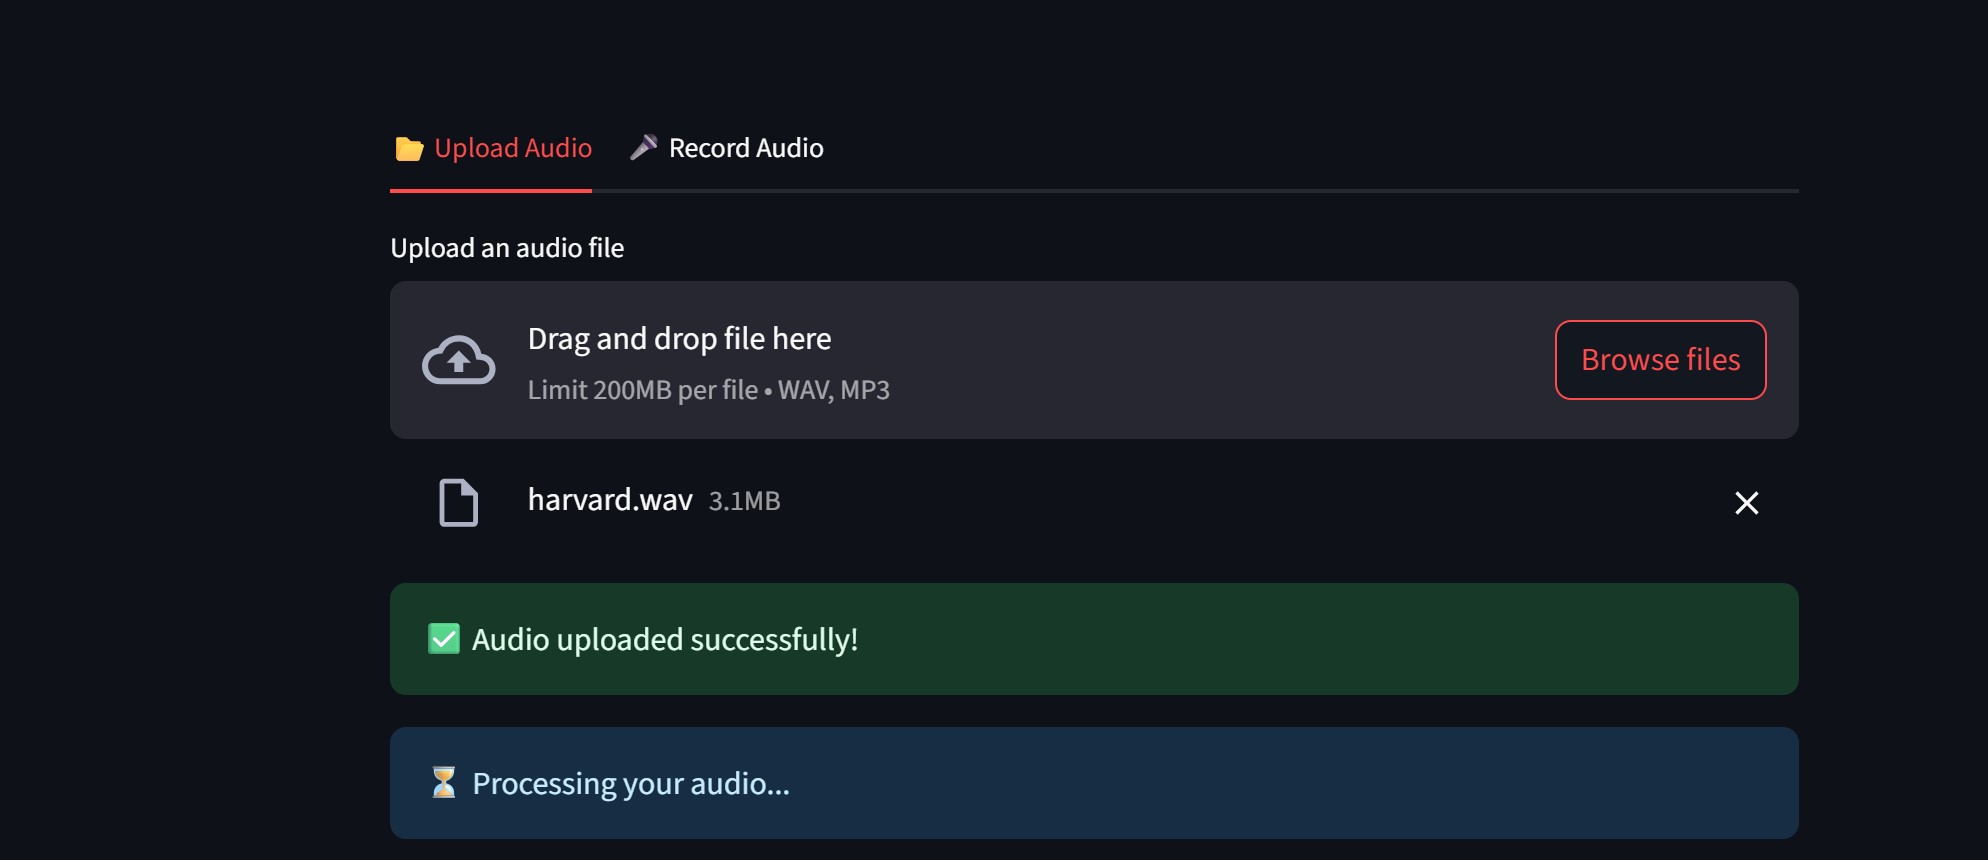 📂 Upload Audio 🎤 Record Audio
Upload an audio file
Drag and drop file here
Limit 200MB per file • WAV, MP3
Browse files
harvard.wav 3.1MB
✅ Audio uploaded successfully!
⏳ Processing your audio...